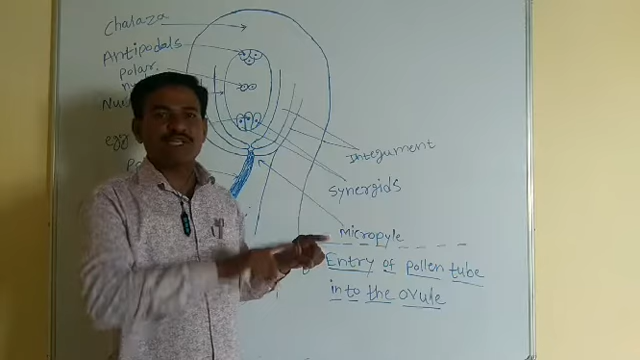 Chalaza
Antipodals
polar
Integument
Synergids
Micropyle
Entry of pollen tube
into the ovule